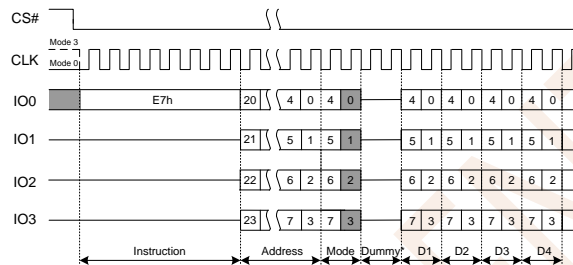 CS#
Mode 3
CLK
Mode 0
IO0 E7h 20 4 0 4 0 4 0 4 0 4 0 4 0
IO1 21 5 1 5 1 5 1 5 1 5 1 5 1
IO2 22 6 2 6 2 6 2 6 2 6 2 6 2
IO3 23 7 3 7 3 7 3 7 3 7 3 7 3
Instruction Address Mode Dummy* D1 D2 D3 D4